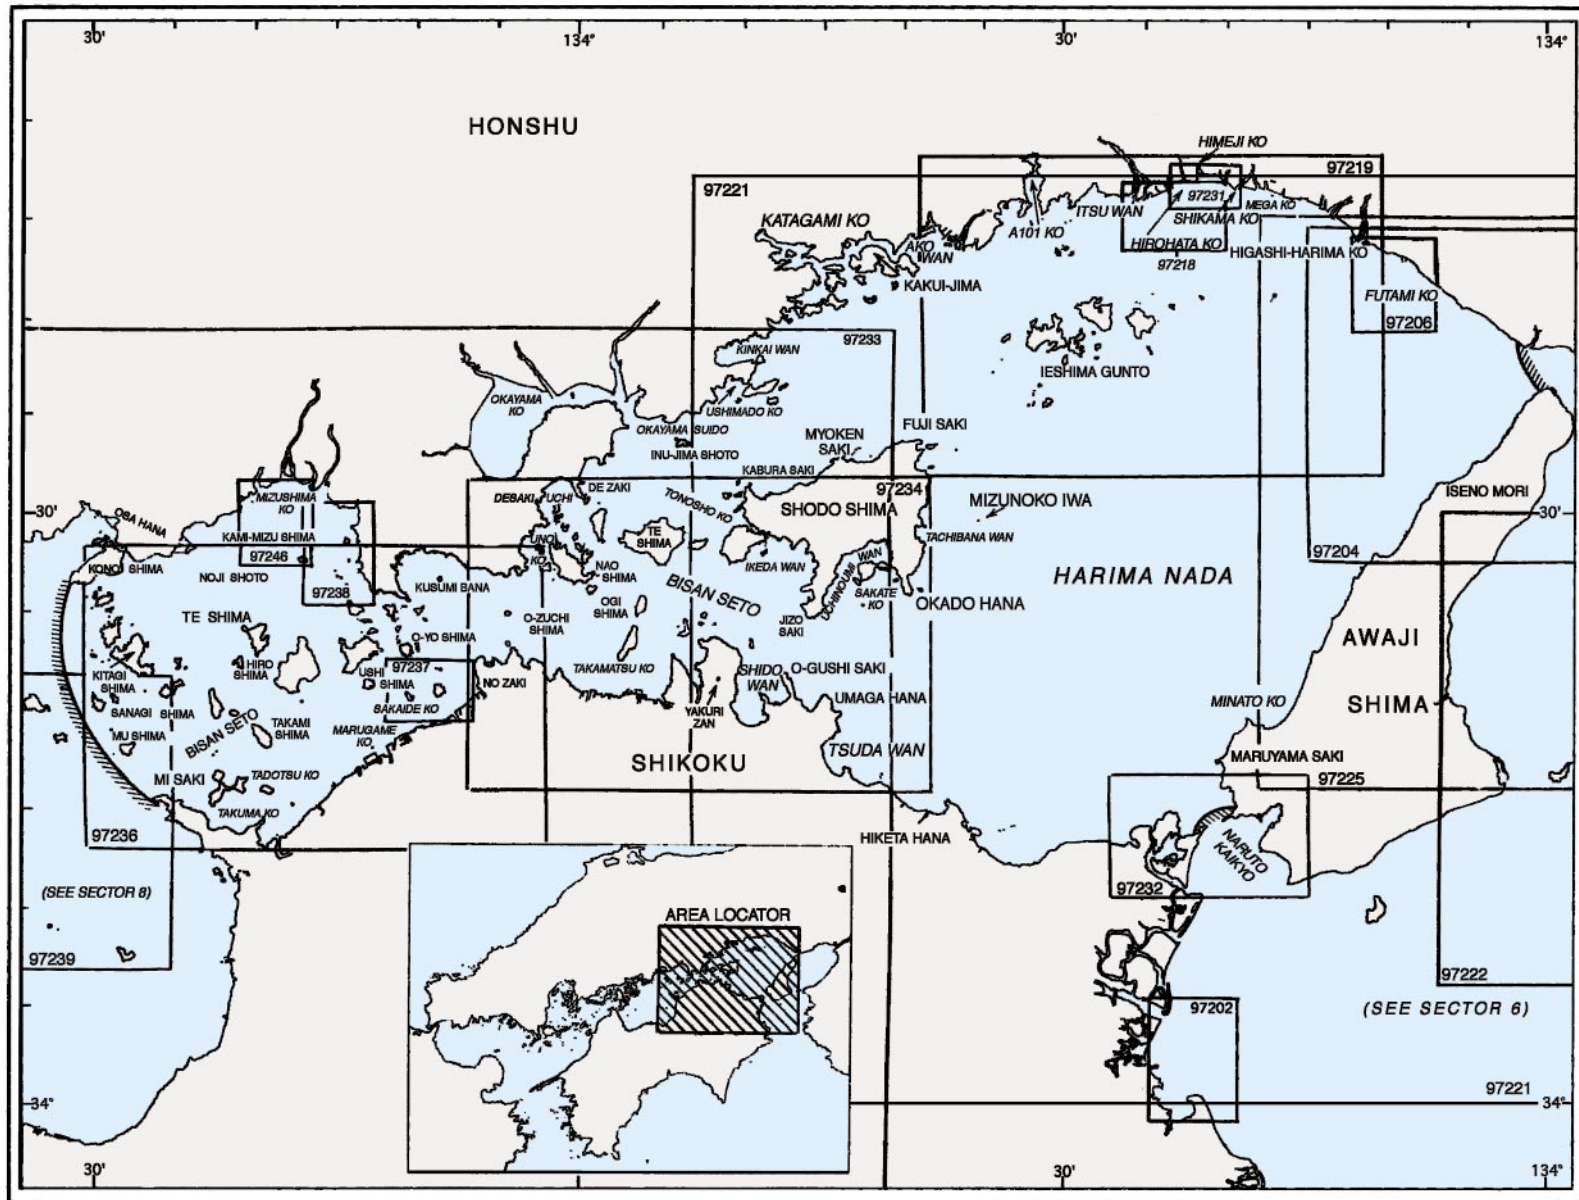 30'
134°
30'
134°
HONSHU
HIMEJI KO
97219
97221
97231
ITSU WAN
MEGA KO
SHIKAMA KO
KATAGAMI KO
A101 KO
HIROHATA KO
AKO
WAN
97218
HIGASHI-HARIMA KO
KAKUI-JIMA
FUTAMI KO
97206
97233
KINKAI WAN
IESHIMA GUNTO
OKAYAMA
KO
USHIMADO KO
OKAYAMA SUIDO
FUJI SAKI
MYOKEN
SAKI
INU-JIMA SHOTO
KABURA SAKI
MIZUSHIMA
KO
DESAKI
UCHI
DE ZAKI
TONOSHO KO
97234
MIZUNOKO IWA
ISENO MORI
30'
30'
OSA HANA
SHODO SHIMA
KAMI-MIZU SHIMA
UNO
KO
TE
SHIMA
TACHIBANA WAN
97246
97204
KONOI SHIMA
NOJI SHOTO
IKEDA WAN
UCHINOUMI WAN
NAO
SHIMA
BISAN SETO
HARIMA NADA
97238
KUSUMI BANA
SAKATE
KO
OKADO HANA
OGI
SHIMA
TE SHIMA
O-ZUCHI
SHIMA
JIZO
SAKI
AWAJI
O-YO SHIMA
HIRO
SHIMA
97237
USHI
SHIMA
TAKAMATSU KO
SHIDO
WAN
O-GUSHI SAKI
KITAGI
SHIMA
NO ZAKI
UMAGA HANA
MINATO KO
SHIMA
SANAGI SHIMA
SAKAIDE KO
YAKURI
ZAN
BISAN SETO
TAKAMI
SHIMA
MARUGAME
KO
MU SHIMA
TSUDA WAN
MARUYAMA SAKI
SHIKOKU
MI SAKI
TADOTSU KO
97225
TAKUMA KO
97236
HIKETA HANA
NARUTO
KAIKYO
97232
(SEE SECTOR 8)
AREA LOCATOR
97239
97222
97202
(SEE SECTOR 6)
97221
34°
34°
30'
30'
134°